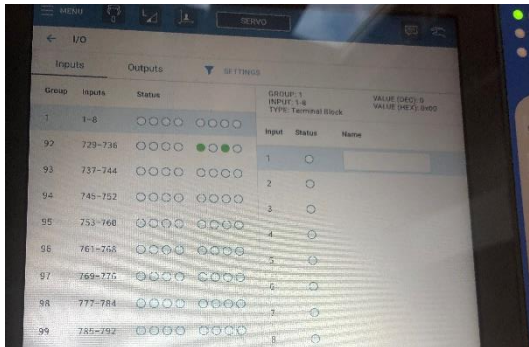 MENU
0
SERVO
← I/O
Inputs Outputs SETTINGS
Group Inputs Status
1 1-8
92 729-736
93 737-744
94 745-752
95 753-760
96 761-768
97 769-776
98 777-784
99 785-792
GROUP: 1
INPUT: 1-8
TYPE: Terminal Block
VALUE (DEC): 0
VALUE (HEX): 0x00
Input Status Name
1
2
3
4
5
6
7
8